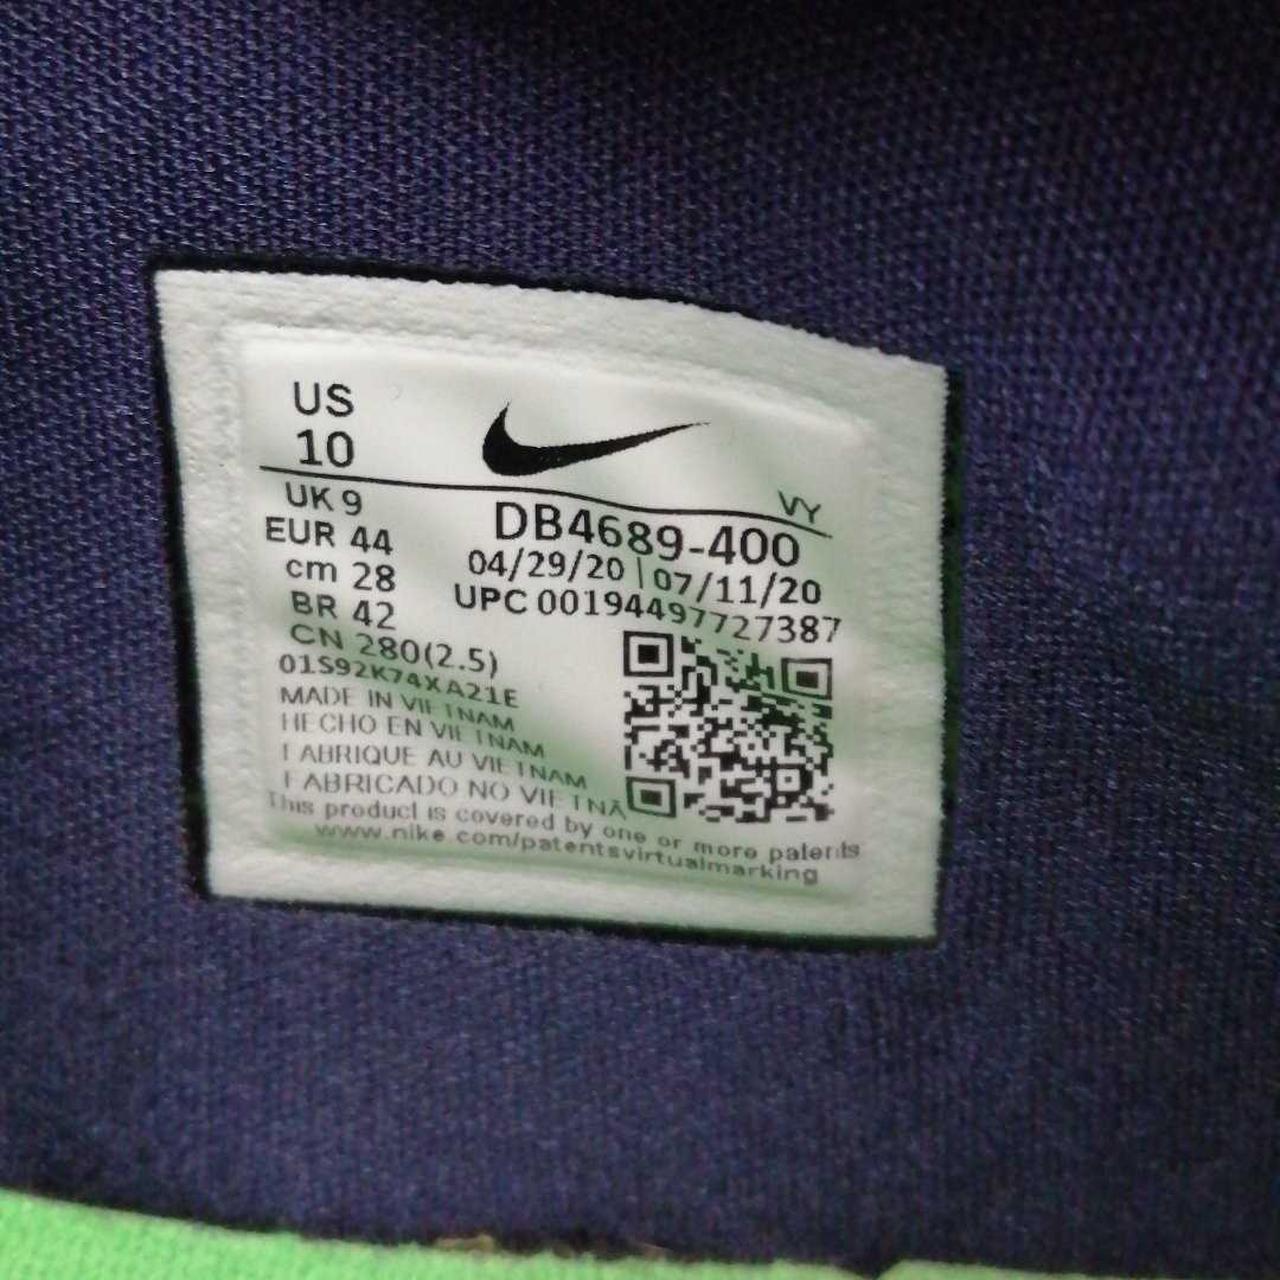 US
10
VY
UK 9
DB4689-400
EUR 44
04/29/20 | 07/11/20
cm 28
UPC 00194497727387
BR 42
CN 280(2.5)
01S92K74XA21E
MADE IN VIETNAM
HECHO EN VIETNAM
FABRIQUE AU VIETNAM
FABRICADO NO VIETNÃ
This product is covered by one or more patents
www.nike.com/patentsvirtualmarking